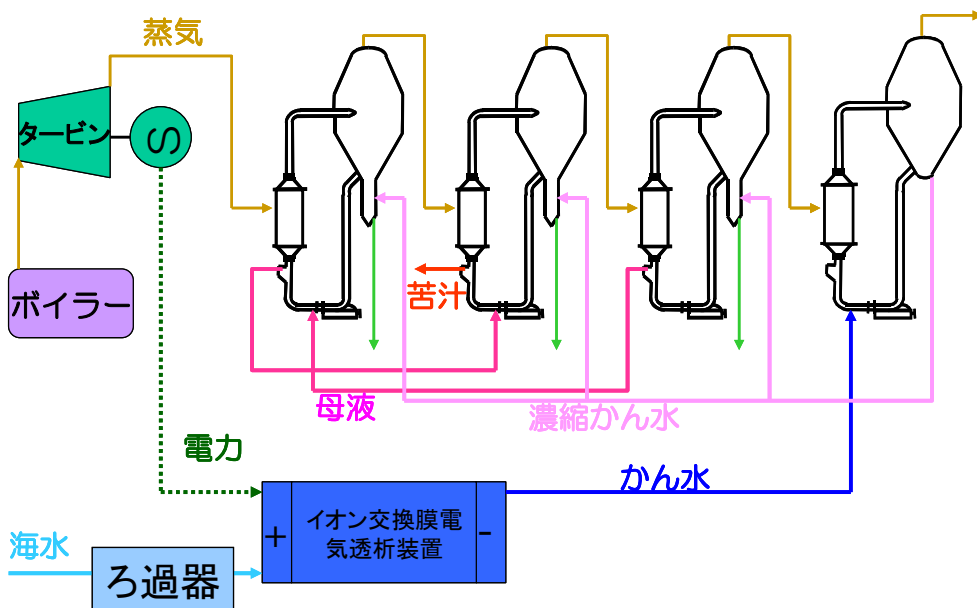 蒸気
タービン
S
ボイラー
苦汁
母液
濃縮かん水
電力
かん水
イオン交換膜電
気透析装置
+
-
海水
ろ過器